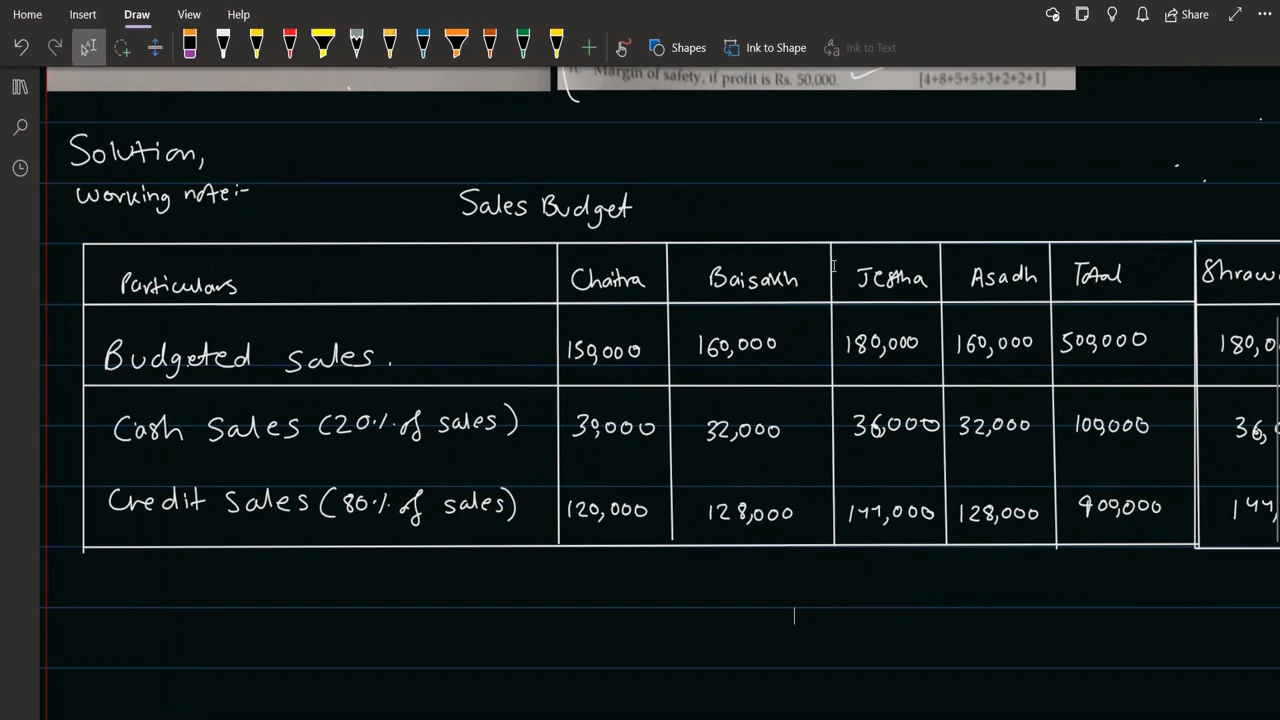 Home Insert Draw View Help
Share
Shapes Ink to Shape Ink to Text
Margin of safety, if profit is Rs. 50,000. [4+8+5+5+3+2+2+1]
Solution,
Working note:-
Sales Budget
Particulars Chaitra Baisakh Jestha Asadh Total Shraw
Budgeted sales. 150,000 160,000 180,000 160,000 500,000 180,0
Cash Sales (20% of sales) 30,000 32,000 36,000 32,000 100,000 36,0
Credit Sales (80% of sales) 120,000 128,000 144,000 128,000 400,000 144,